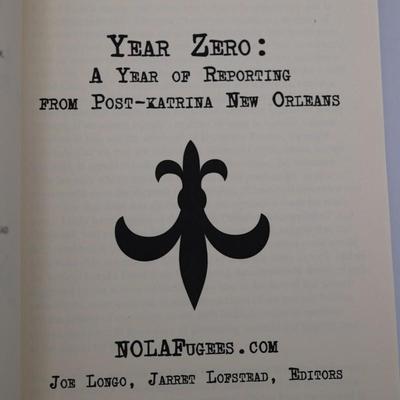 Year Zero:
A Year of Reporting
from Post-Katrina New Orleans
NOLAFugees.com
Joe Longo, Jarret Lofstead, Editors